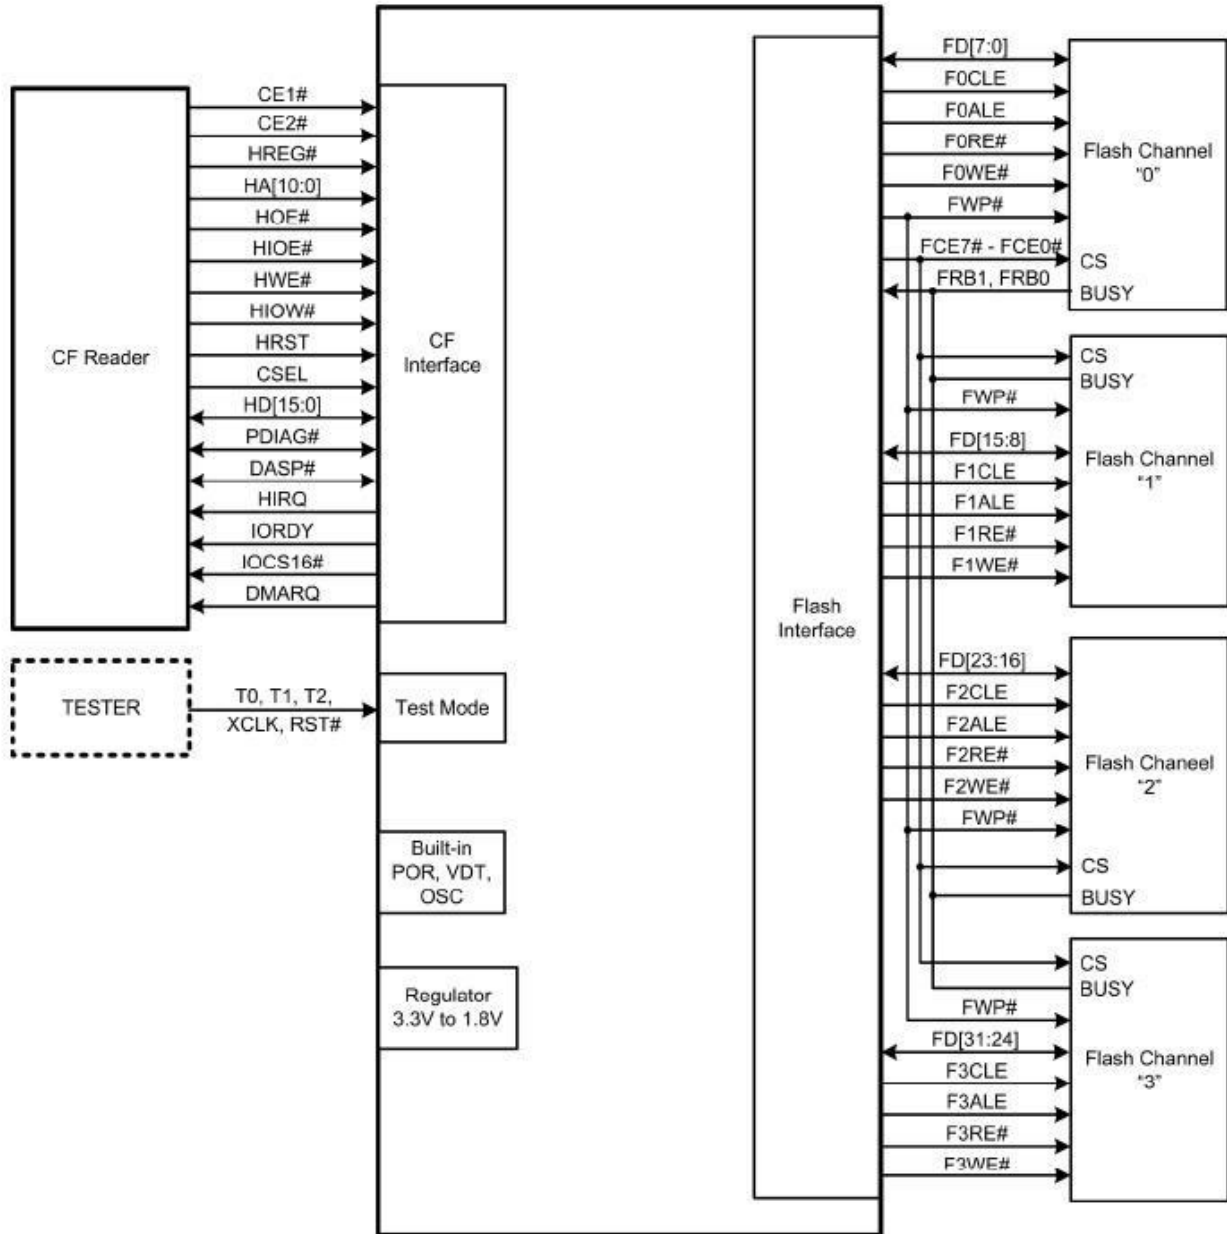 CF Reader
CE1#
CE2#
HREG#
HA[10:0]
HOE#
HIOE#
HWE#
HIOW#
HRST
CSEL
HD[15:0]
PDIAG#
DASP#
HIRQ
IORDY
IOCS16#
DMARQ
CF
Interface
TESTER
T0, T1, T2,
XCLK, RST#
Test Mode
Built-in
POR, VDT,
OSC
Regulator
3.3V to 1.8V
Flash
Interface
FD[7:0]
F0CLE
F0ALE
F0RE#
F0WE#
FWP#
FCE7# - FCE0#
FRB1, FRB0
Flash Channel
"0"
CS
BUSY
CS
BUSY
FWP#
FD[15:8]
F1CLE
F1ALE
F1RE#
F1WE#
Flash Channel
"1"
FD[23:16]
F2CLE
F2ALE
F2RE#
F2WE#
FWP#
Flash Chaneel
"2"
CS
BUSY
CS
BUSY
FWP#
FD[31:24]
F3CLE
F3ALE
F3RE#
F3WE#
Flash Channel
"3"